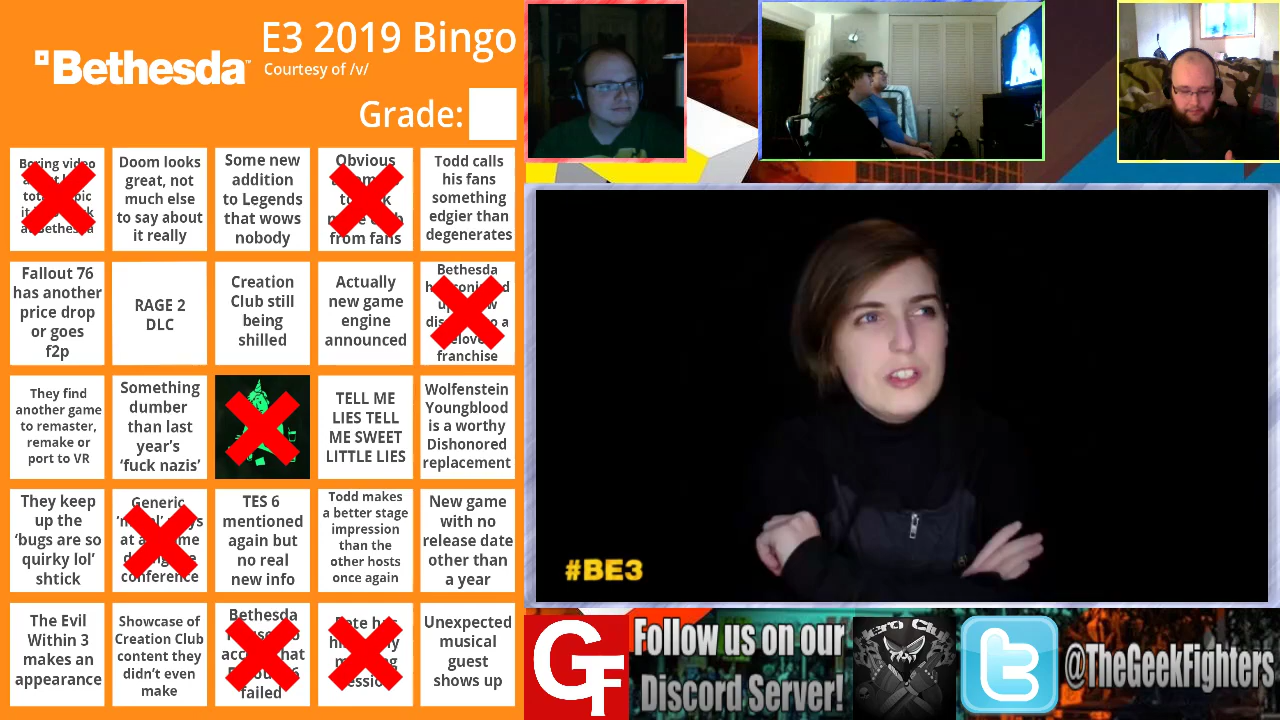 Bethesda
E3 2019 Bingo
Courtesy of /v/
Grade:
Boring video
Doom looks
great, not
much else
to say about
it really
Some new
addition
to Legends
that wows
nobody
Obvious
from fans
Todd calls
his fans
something
edgier than
degenerates
Fallout 76
has another
price drop
or goes
f2p
RAGE 2
DLC
Creation
Club still
being
shilled
Actually
new game
engine
announced
Bethesda
franchise
They find
another game
to remaster,
remake or
port to VR
Something
dumber
than last
year's
'fuck nazis'
TELL ME
LIES TELL
ME SWEET
LITTLE LIES
Wolfenstein
Youngblood
is a worthy
Dishonored
replacement
They keep
up the
'bugs are so
quirky lol'
shtick
Generic
conference
TES 6
mentioned
again but
no real
new info
Todd makes
a better stage
impression
than the
other hosts
once again
New game
with no
release date
other than
a year
The Evil
Within 3
makes an
appearance
Showcase of
Creation Club
content they
didn't even
make
Bethesda
failed
Unexpected
musical
guest
shows up
#BE3
GF
Follow us on our
Discord Server!
@TheGeekFighters